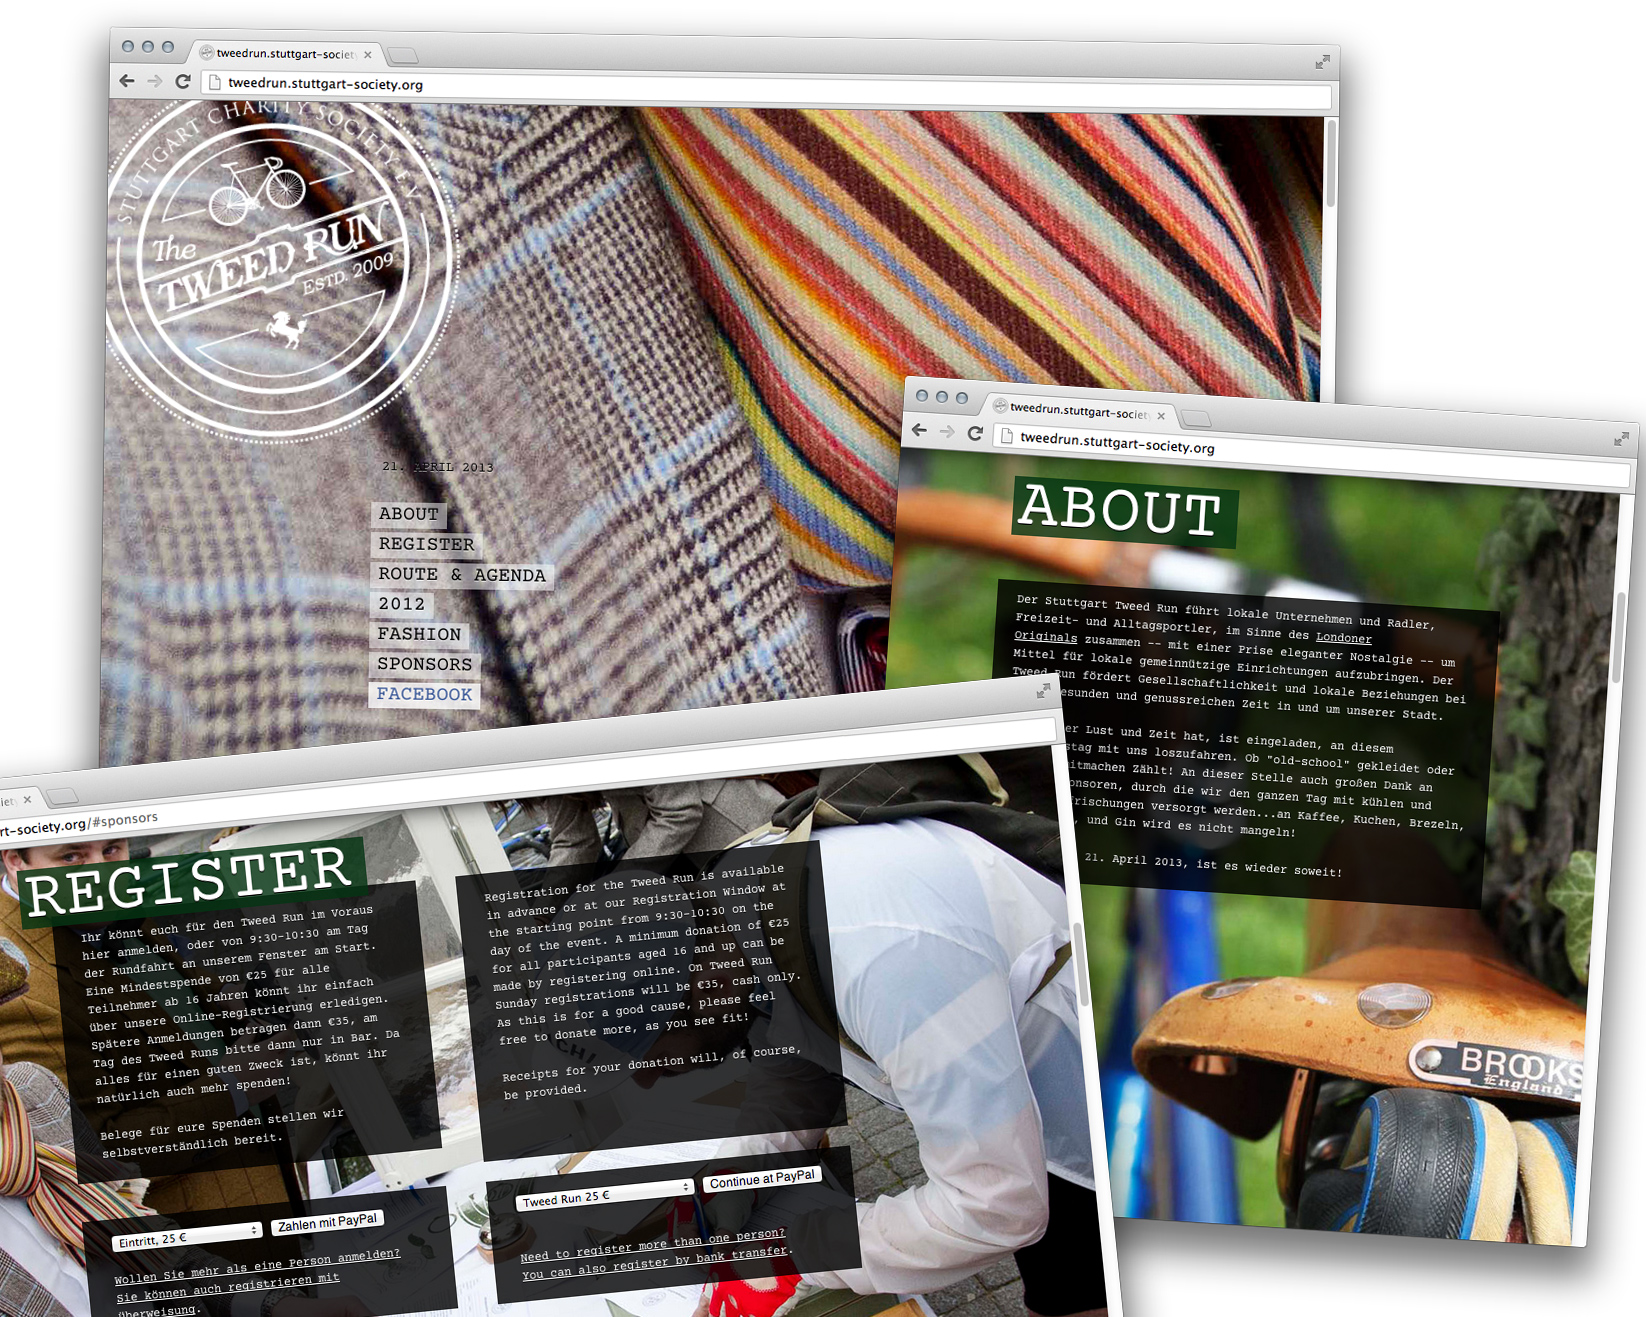 tweedrun.stuttgart-societ
tweedrun.stuttgart-society.org
STUTTGART CHARITY SOCIETY EV
The
TWEED RUN
ESTD. 2009
21. APRIL 2013
ABOUT
REGISTER
ROUTE & AGENDA
2012
FASHION
SPONSORS
FACEBOOK
tweedrun.stuttgart-societ
tweedrun.stuttgart-society.org
ABOUT
Der Stuttgart Tweed Run führt lokale Unternehmen und Radler,
Freizeit- und Alltagsportler, im Sinne des Londoner
Originals zusammen -- mit einer Prise eleganter Nostalgie -- um
Mittel für lokale gemeinnützige Einrichtungen aufzubringen. Der
Tweed Run fördert Gesellschaftlichkeit und lokale Beziehungen bei
esunden und genussreichen Zeit in und um unserer Stadt.
er Lust und Zeit hat, ist eingeladen, an diesem
stag mit uns loszufahren. Ob "old-school" gekleidet oder
itmachen Zählt! An dieser Stelle auch großen Dank an
onsoren, durch die wir den ganzen Tag mit kühlen und
frischungen versorgt werden...an Kaffee, Kuchen, Brezeln,
, und Gin wird es nicht mangeln!
21. April 2013, ist es wieder soweit!
BROOKS
England
iety
rt-society.org/#sponsors
REGISTER
Ihr könnt euch für den Tweed Run im Voraus
hier anmelden, oder von 9:30-10:30 am Tag
der Rundfahrt an unserem Fenster am Start.
Eine Mindestspende von €25 für alle
Teilnehmer ab 16 Jahren könnt ihr einfach
über unsere Online-Registrierung erledigen.
Spätere Anmeldungen betragen dann €35, am
Tag des Tweed Runs bitte dann nur in Bar. Da
alles für einen guten Zweck ist, könnt ihr
natürlich auch mehr spenden!
Belege für eure Spenden stellen wir
selbstverständlich bereit.
Eintritt, 25 €
Zahlen mit PayPal
Wollen Sie mehr als eine Person anmelden?
Sie können auch registrieren mit
überweisung.
Registration for the Tweed Run is available
in advance or at our Registration Window at
the starting point from 9:30-10:30 on the
day of the event. A minimum donation of €25
for all participants aged 16 and up can be
made by registering online. On Tweed Run
Sunday registrations will be €35, cash only.
As this is for a good cause, please feel
free to donate more, as you see fit!
Receipts for your donation will, of course,
be provided.
Tweed Run 25 €
Continue at PayPal
Need to register more than one person?
You can also register by bank transfer.